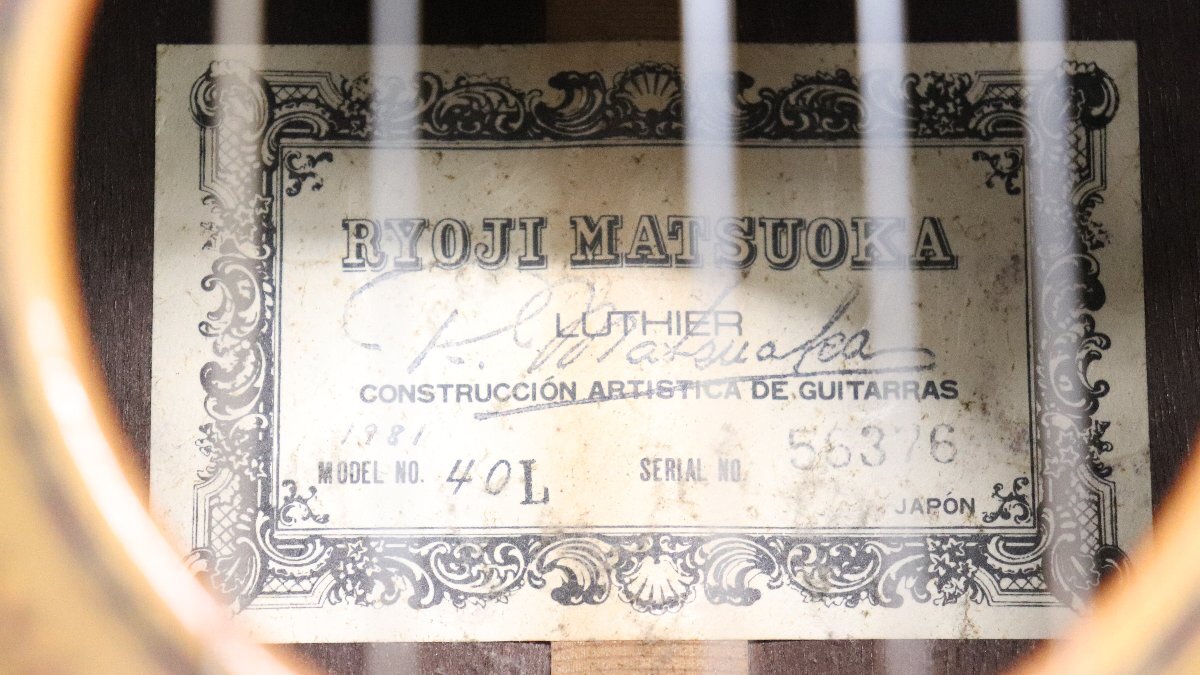 RYOJI MATSUOKA
LUTHIER
R. Matsuoka
CONSTRUCCIÓN ARTISTICA DE GUITARRAS
1981
MODEL NO. 40L SERIAL NO. 56376
JAPÓN